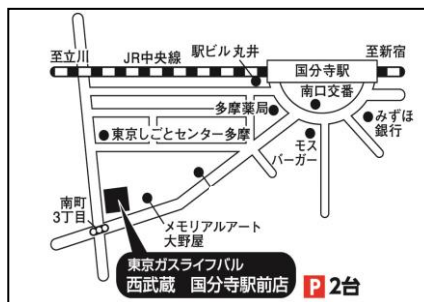 駅ビル 丸井
至立川
JR中央線
至新宿
国分寺駅
南口交番
多摩薬局
みずほ
銀行
東京しごとセンター多摩
モス
バーガー
南町
3丁目
メモリアルアート
大野屋
東京ガスライフバル
西武蔵 国分寺駅前店
P 2台